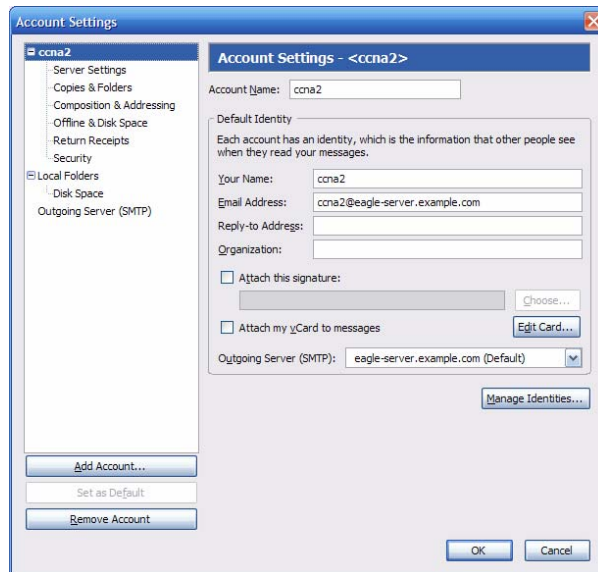 Account Settings
ccna2
Server Settings
Copies & Folders
Composition & Addressing
Offline & Disk Space
Return Receipts
Security
Local Folders
Disk Space
Outgoing Server (SMTP)
Add Account...
Set as Default
Remove Account
Account Settings - <ccna2>
Account Name: ccna2
Default Identity
Each account has an identity, which is the information that other people see
when they read your messages.
Your Name: ccna2
Email Address: ccna2@eagle-server.example.com
Reply-to Address:
Organization:
Attach this signature:
Choose...
Attach my vCard to messages
Edit Card...
Outgoing Server (SMTP): eagle-server.example.com (Default)
Manage Identities...
OK Cancel